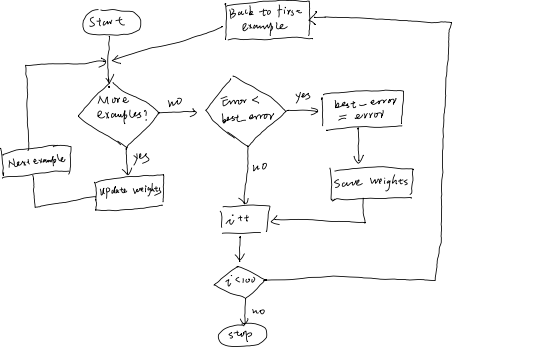 Start
Back to first
example
More
examples?
no
yes
Next example
Update weights
Error <
best_error
yes
no
best_error
= error
Save weights
i++
i<100
no
stop